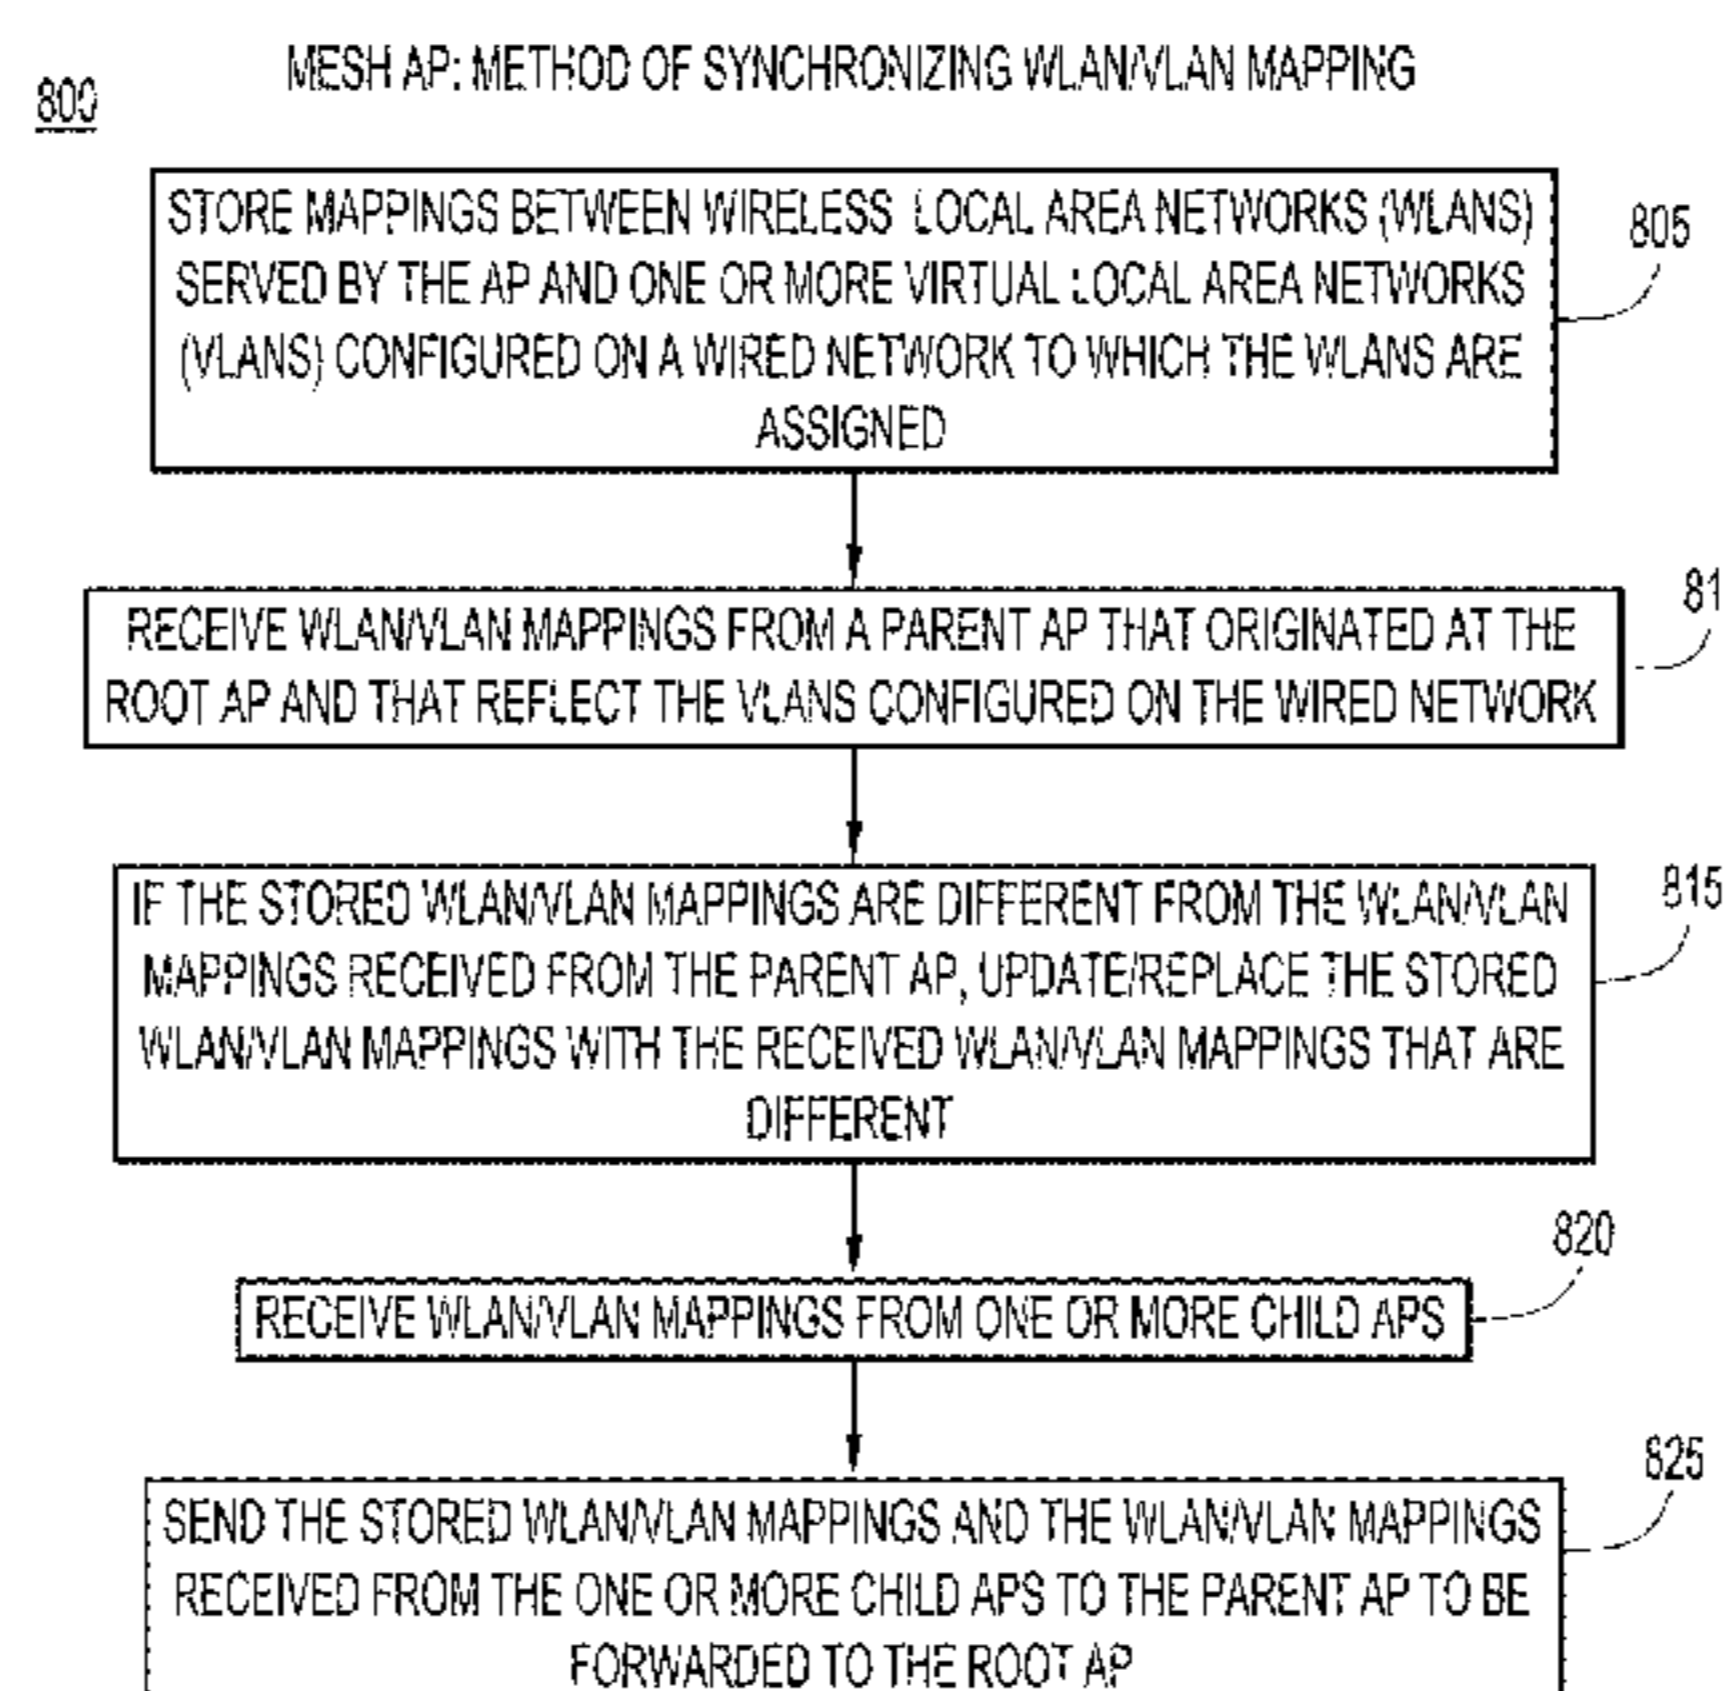 MESH AP: METHOD OF SYNCHRONIZING WLAN/VLAN MAPPING
800
STORE MAPPINGS BETWEEN WIRELESS LOCAL AREA NETWORKS (WLANS)
SERVED BY THE AP AND ONE OR MORE VIRTUAL LOCAL AREA NETWORKS
(VLANS) CONFIGURED ON A WIRED NETWORK TO WHICH THE WLANS ARE
ASSIGNED
805
RECEIVE WLAN/VLAN MAPPINGS FROM A PARENT AP THAT ORIGINATED AT THE
ROOT AP AND THAT REFLECT THE VLANS CONFIGURED ON THE WIRED NETWORK
81
IF THE STORED WLAN/VLAN MAPPINGS ARE DIFFERENT FROM THE WLAN/VLAN
MAPPINGS RECEIVED FROM THE PARENT AP, UPDATE/REPLACE THE STORED
WLAN/VLAN MAPPINGS WITH THE RECEIVED WLAN/VLAN MAPPINGS THAT ARE
DIFFERENT
815
RECEIVE WLAN/VLAN MAPPINGS FROM ONE OR MORE CHILD APS
820
SEND THE STORED WLAN/VLAN MAPPINGS AND THE WLAN/VLAN MAPPINGS
RECEIVED FROM THE ONE OR MORE CHILD APS TO THE PARENT AP TO BE
FORWARDED TO THE ROOT AP
825